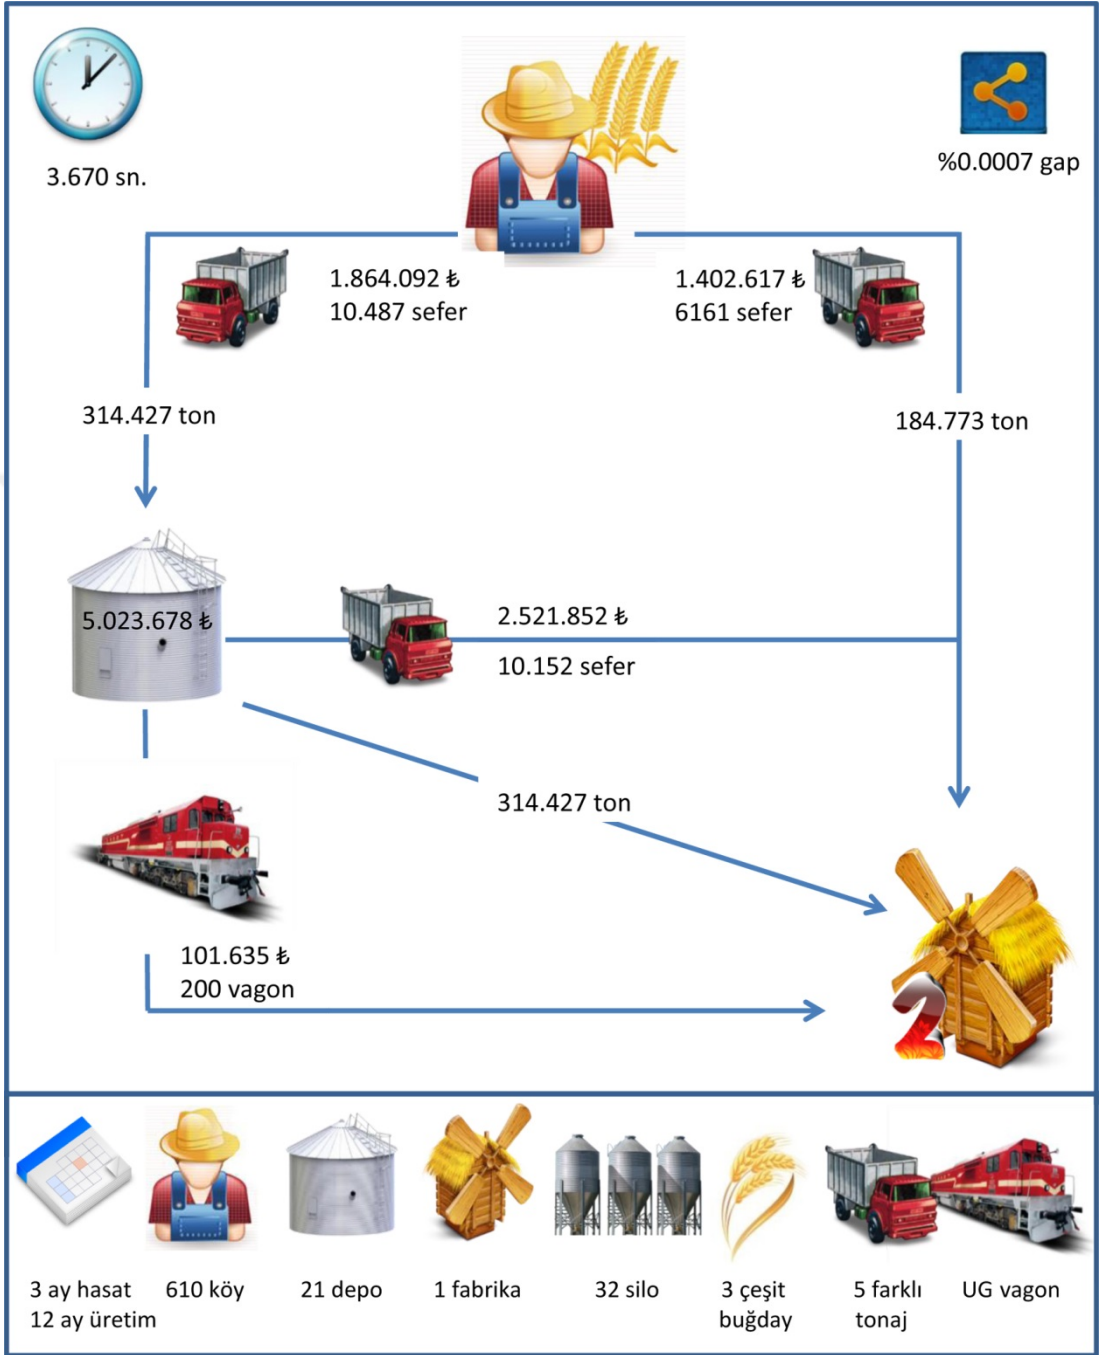 3.670 sn.
%0.0007 gap
1.864.092 ₺
10.487 sefer
1.402.617 ₺
6161 sefer
314.427 ton
184.773 ton
5.023.678 ₺
2.521.852 ₺
10.152 sefer
314.427 ton
101.635 ₺
200 vagon
2
3 ay hasat
12 ay üretim
610 köy
21 depo
1 fabrika
32 silo
3 çeşit
buğday
5 farklı
tonaj
UG vagon